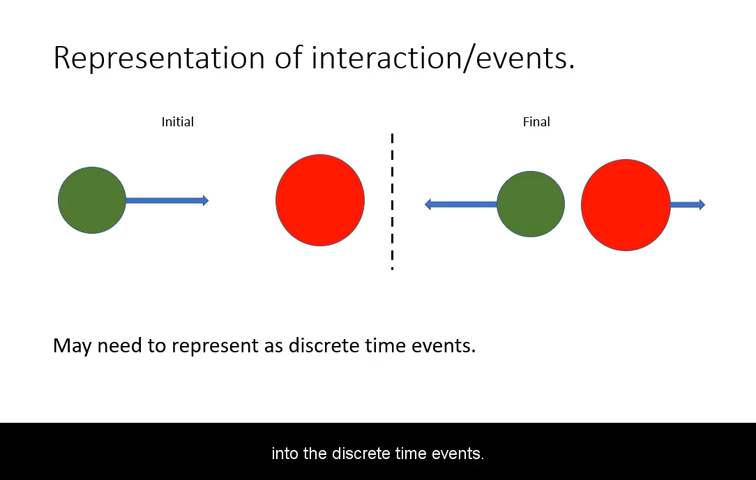 Representation of interaction/events.
Initial
Final
May need to represent as discrete time events.
into the discrete time events.